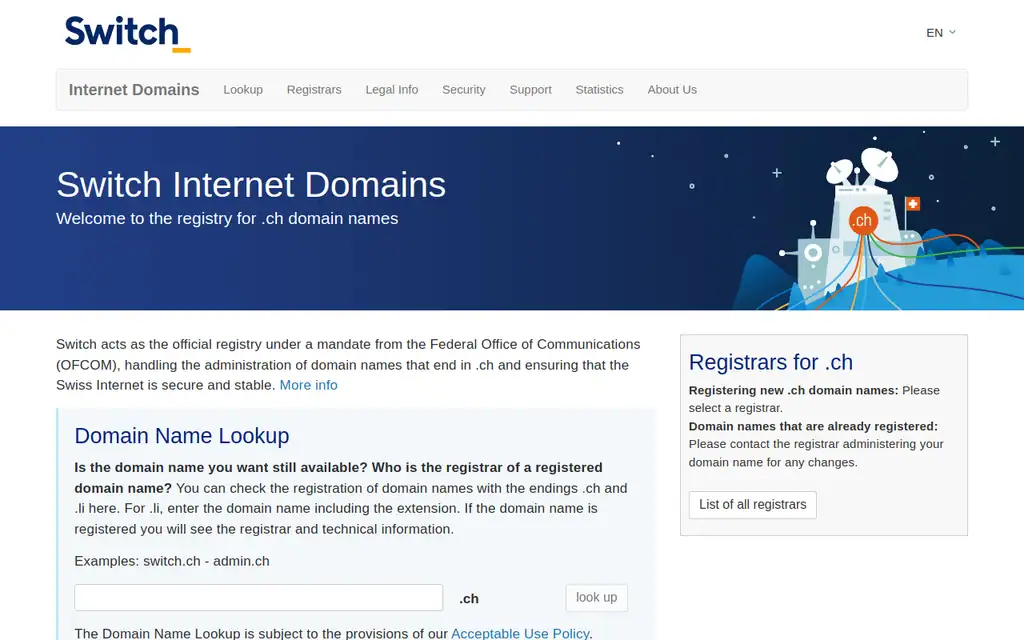 Switch_
EN
Internet Domains Lookup Registrars Legal Info Security Support Statistics About Us
Switch Internet Domains
Welcome to the registry for .ch domain names
.ch
Switch acts as the official registry under a mandate from the Federal Office of Communications
(OFCOM), handling the administration of domain names that end in .ch and ensuring that the
Swiss Internet is secure and stable. More info
Domain Name Lookup
Is the domain name you want still available? Who is the registrar of a registered
domain name? You can check the registration of domain names with the endings .ch and
.li here. For .li, enter the domain name including the extension. If the domain name is
registered you will see the registrar and technical information.
Examples: switch.ch - admin.ch
.ch look up
The Domain Name Lookup is subject to the provisions of our Acceptable Use Policy.
Registrars for .ch
Registering new .ch domain names: Please
select a registrar.
Domain names that are already registered:
Please contact the registrar administering your
domain name for any changes.
List of all registrars